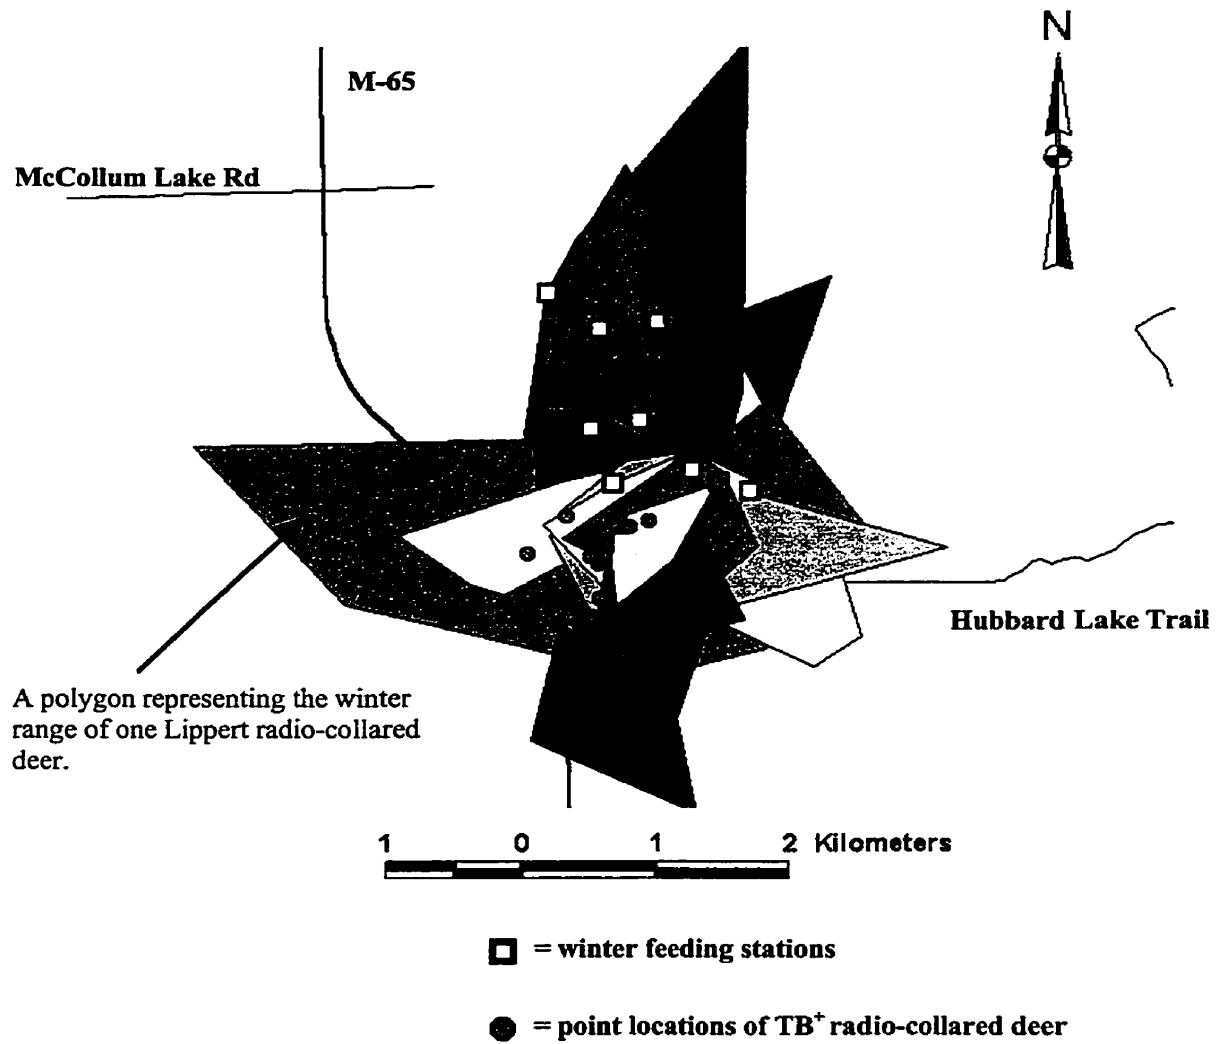 N
M-65
McCollum Lake Rd
Hubbard Lake Trail
A polygon representing the winter
range of one Lippert radio-collared
deer.
1 0 1 2 Kilometers
= winter feeding stations
= point locations of TB+ radio-collared deer